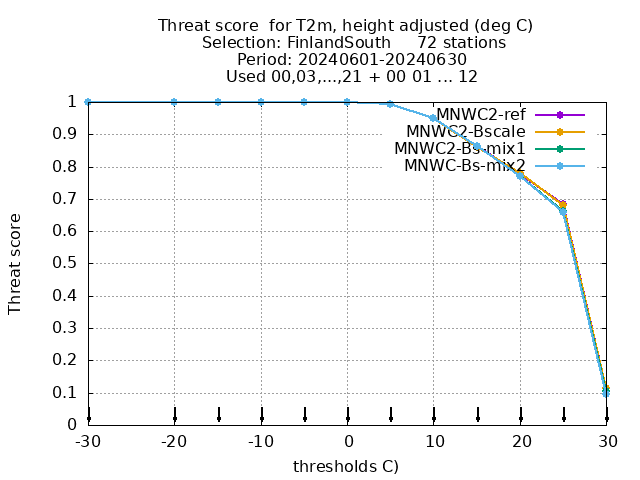 Threat score  for T2m, height adjusted (deg C)
Selection: FinlandSouth     72 stations
Period: 20240601-20240630
Used 00,03,...,21 + 00 01 ... 12
MNWC2-ref
MNWC2-Bscale
MNWC2-Bs-mix1
MNWC-Bs-mix2
Threat score
1
0.9
0.8
0.7
0.6
0.5
0.4
0.3
0.2
0.1
0
-30 -20 -10 0 10 20 30
thresholds C)